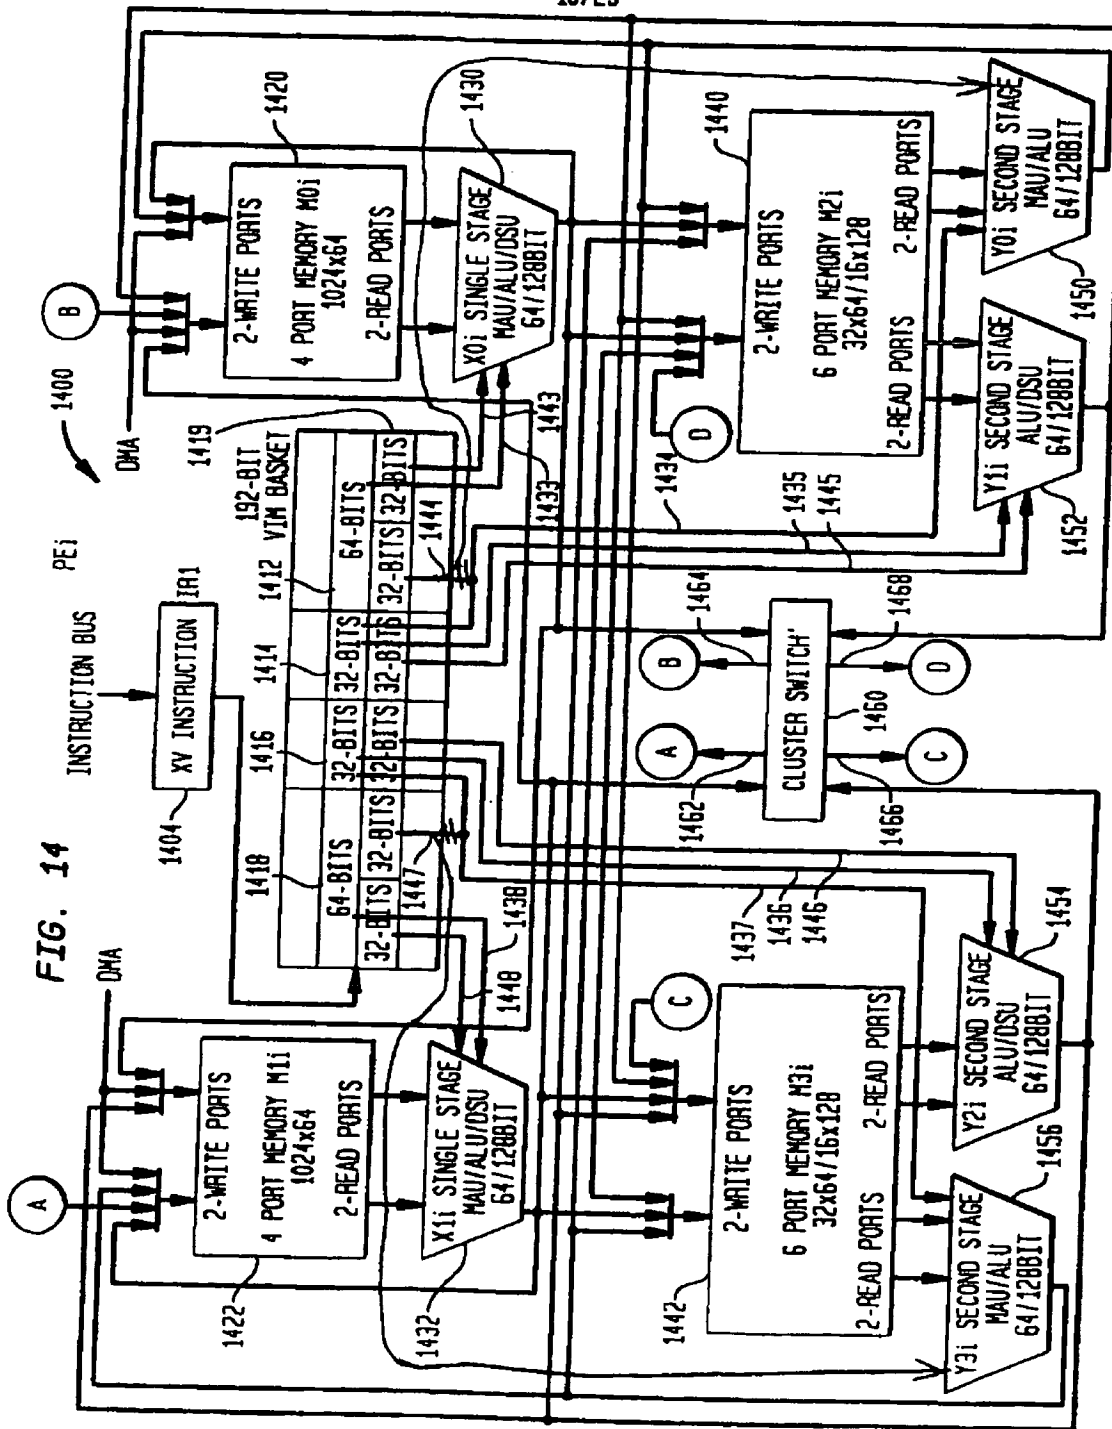 FIG. 14
INSTRUCTION BUS
PEi
1400
XV INSTRUCTION
IR1
1404
192-BIT
VIM BASKET
1419
1418
1416
1414
1412
64-BITS
32-BITS
32-BITS
64-BITS
32-BITS
32-BITS
32-BITS
32-BITS
32-BITS
32-BITS
1447
1444
1448
1438
1443
1433
A
DMA
2-WRITE PORTS
4 PORT MEMORY M1i
1024x64
2-READ PORTS
1422
X1i SINGLE STAGE
MAU/ALU/DSU
64/128BIT
1432
B
DMA
2-WRITE PORTS
4 PORT MEMORY M0i
1024x64
2-READ PORTS
1420
X0i SINGLE STAGE
MAU/ALU/DSU
64/128BIT
1430
C
2-WRITE PORTS
6 PORT MEMORY M3i
32x64/16x128
2-READ PORTS
2-READ PORTS
1442
1437
1436
1446
Y3i SECOND STAGE
MAU/ALU
64/128BIT
1456
Y2i SECOND STAGE
ALU/DSU
64/128BIT
1454
A
B
1462
1464
CLUSTER SWITCH'
1460
1466
1468
C
D
D
1434
1435
1445
2-WRITE PORTS
6 PORT MEMORY M2i
32x64/16x128
2-READ PORTS
2-READ PORTS
1440
Y1i SECOND STAGE
ALU/DSU
64/128BIT
1452
Y0i SECOND STAGE
MAU/ALU
64/128BIT
1450